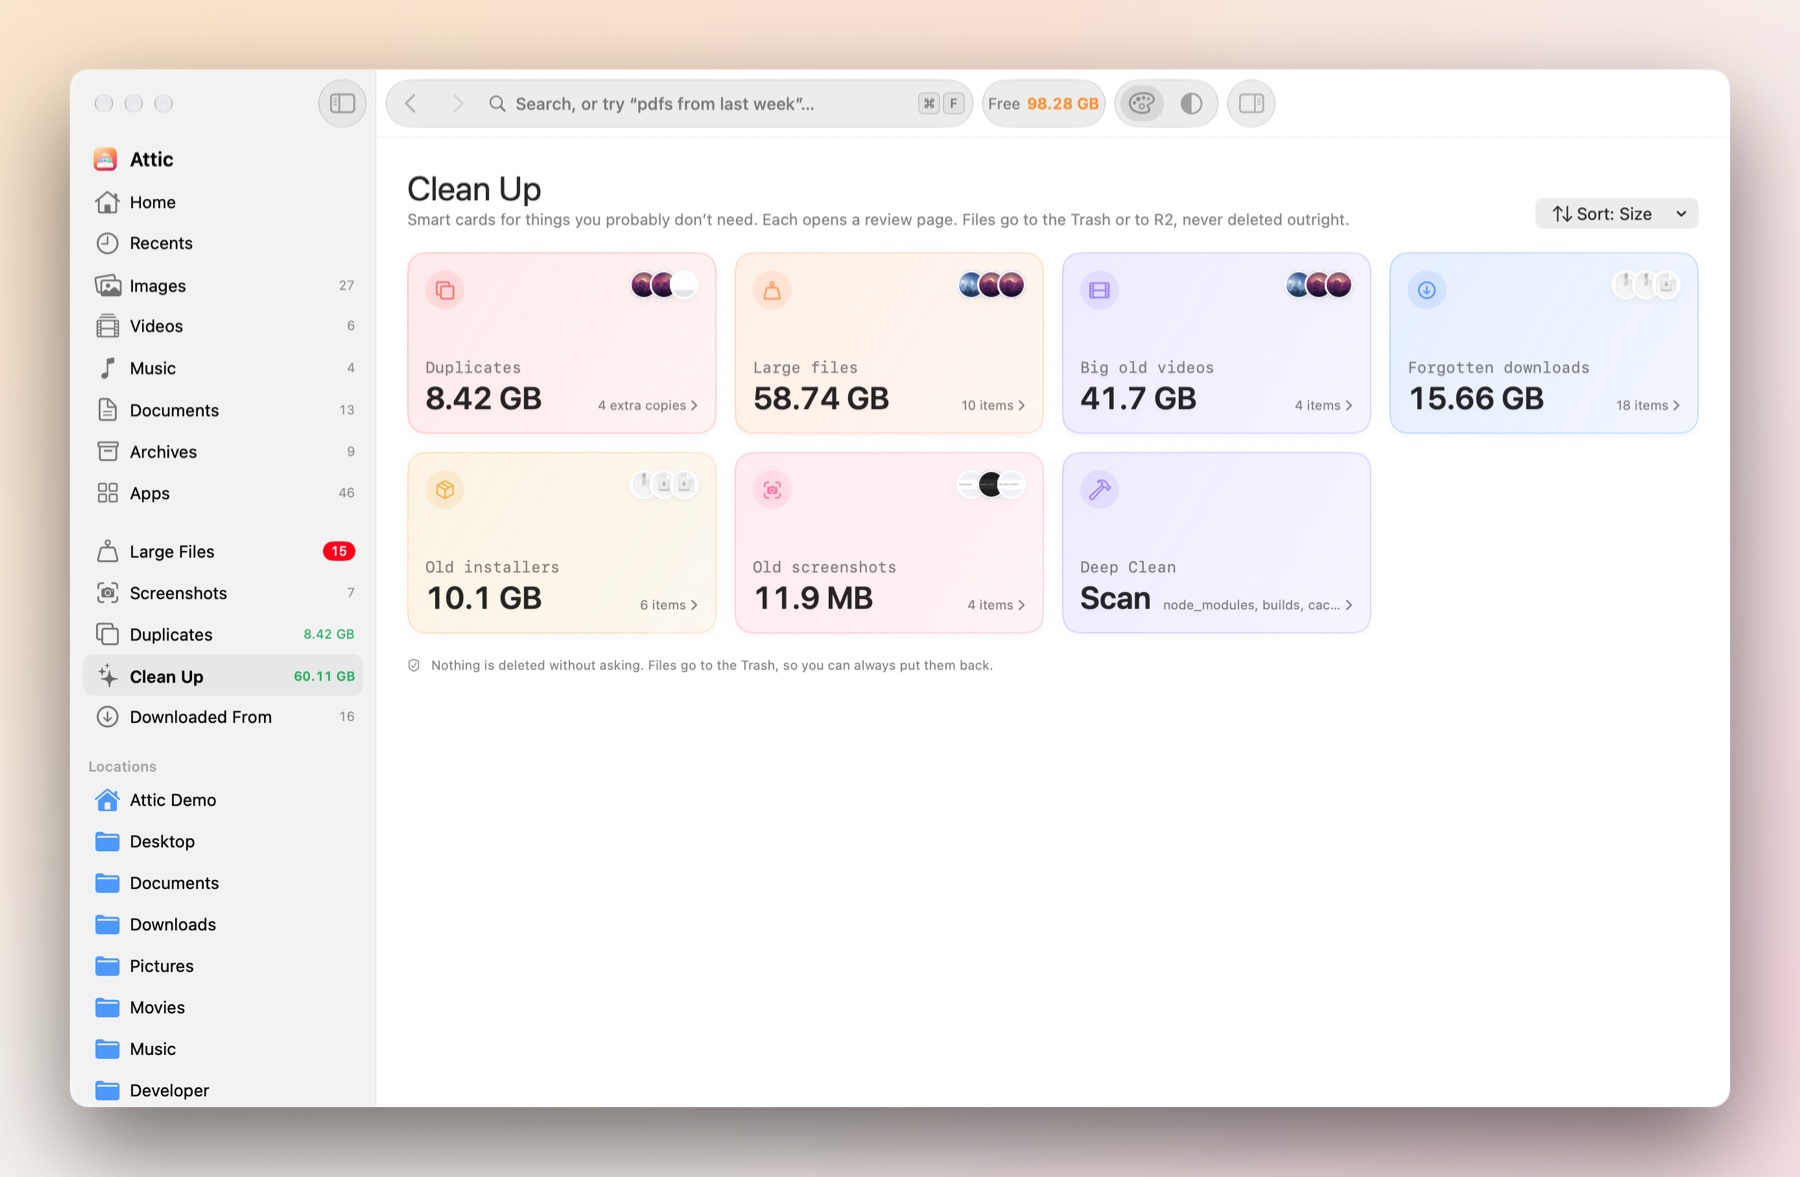 Search, or try “pdfs from last week”...
⌘ F
Free 98.28 GB
Attic
Home
Recents
Images 27
Videos 6
Music 4
Documents 13
Archives 9
Apps 46
Large Files 15
Screenshots 7
Duplicates 8.42 GB
Clean Up 60.11 GB
Downloaded From 16
Locations
Attic Demo
Desktop
Documents
Downloads
Pictures
Movies
Music
Developer
Clean Up
Smart cards for things you probably don’t need. Each opens a review page. Files go to the Trash or to R2, never deleted outright.
Sort: Size
Duplicates
8.42 GB 4 extra copies
Large files
58.74 GB 10 items
Big old videos
41.7 GB 4 items
Forgotten downloads
15.66 GB 18 items
Old installers
10.1 GB 6 items
Old screenshots
11.9 MB 4 items
Deep Clean
Scan node_modules, builds, cac...
Nothing is deleted without asking. Files go to the Trash, so you can always put them back.